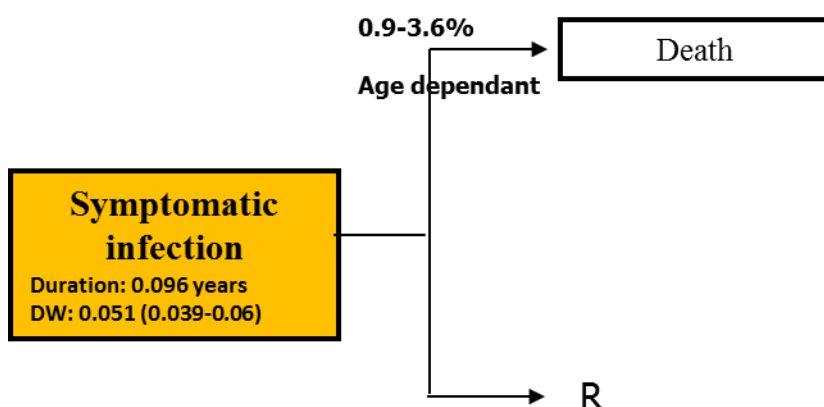 0.9-3.6%
Death
Age dependant
Symptomatic
infection
Duration: 0.096 years
DW: 0.051 (0.039-0.06)
R